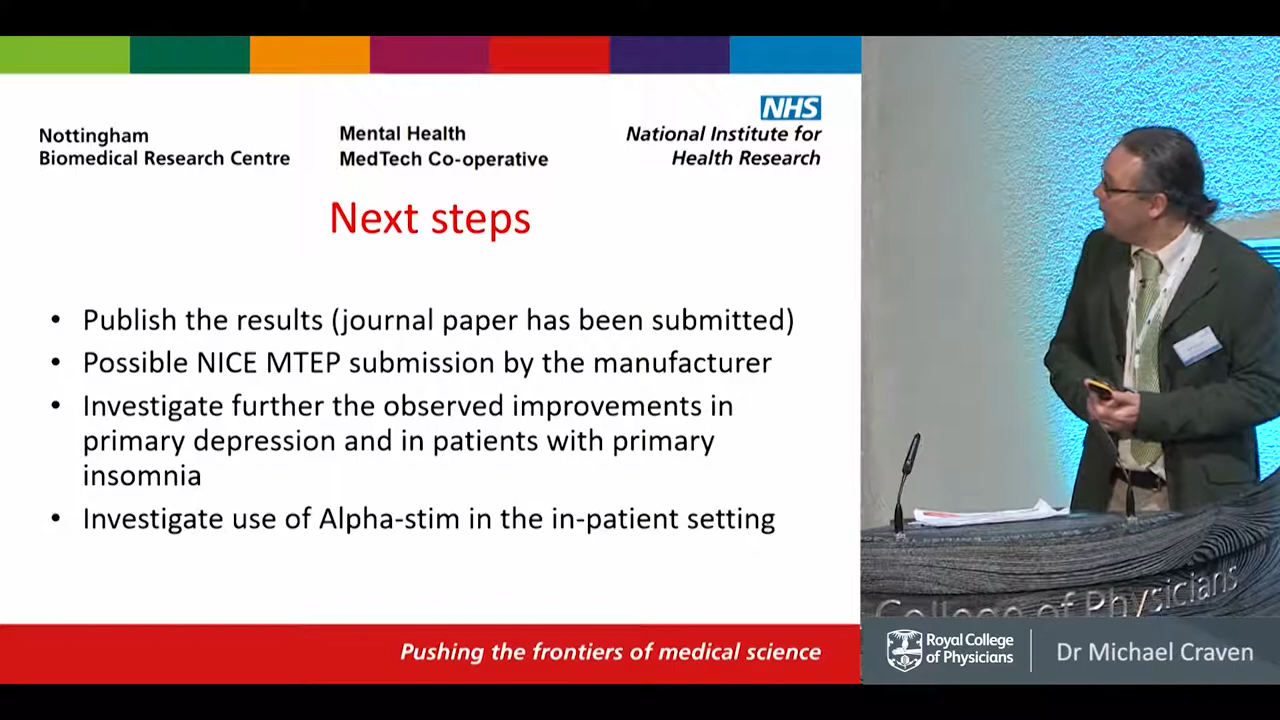 Nottingham
Biomedical Research Centre
Mental Health
MedTech Co-operative
NHS
National Institute for
Health Research
Next steps
• Publish the results (journal paper has been submitted)
• Possible NICE MTEP submission by the manufacturer
• Investigate further the observed improvements in
primary depression and in patients with primary
insomnia
• Investigate use of Alpha-stim in the in-patient setting
Pushing the frontiers of medical science
College of Physicians
Royal College
of Physicians
Dr Michael Craven